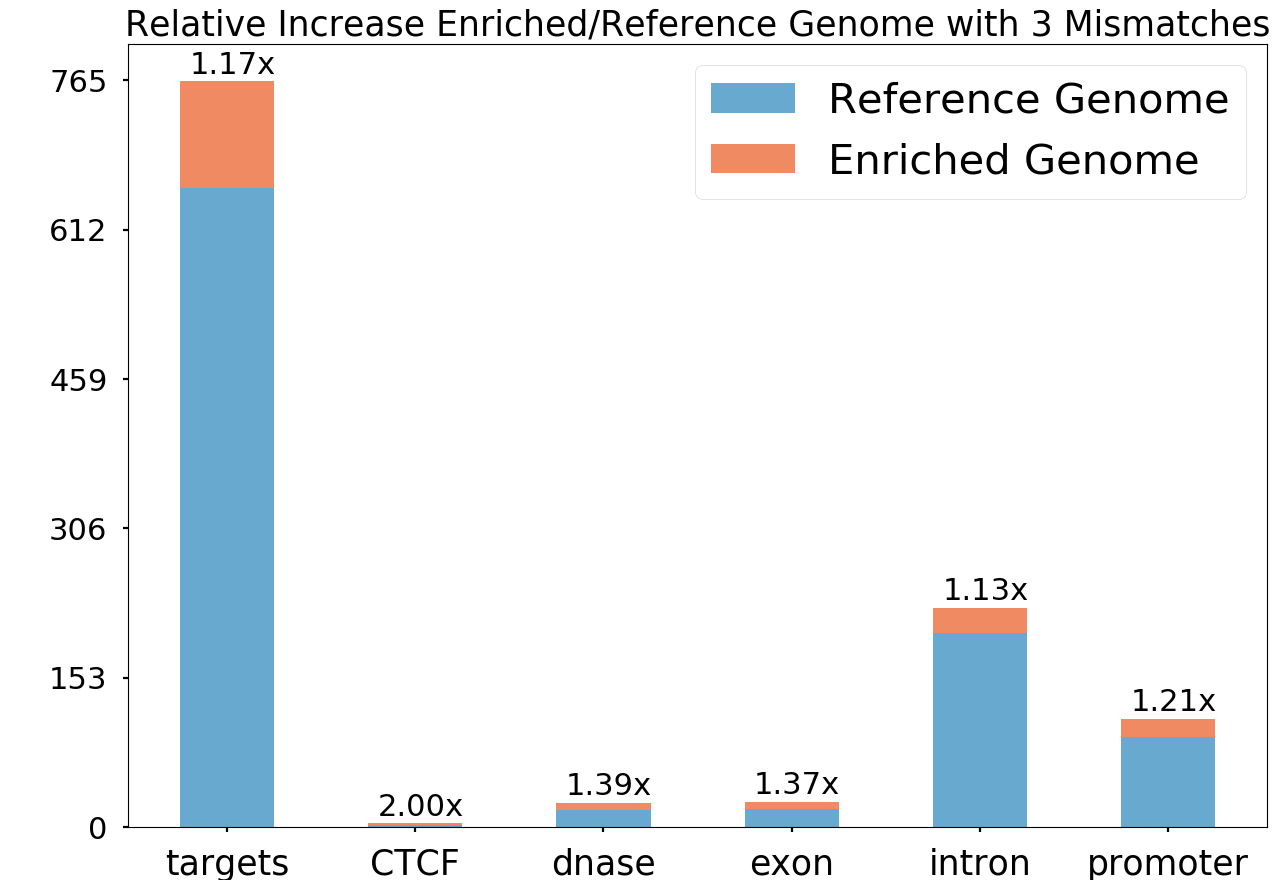 Relative Increase Enriched/Reference Genome with 3 Mismatches
1.17x
765
Reference Genome
Enriched Genome
612
459
306
1.13x
153
1.21x
1.39x
1.37x
2.00x
0
targets CTCF dnase exon intron promoter